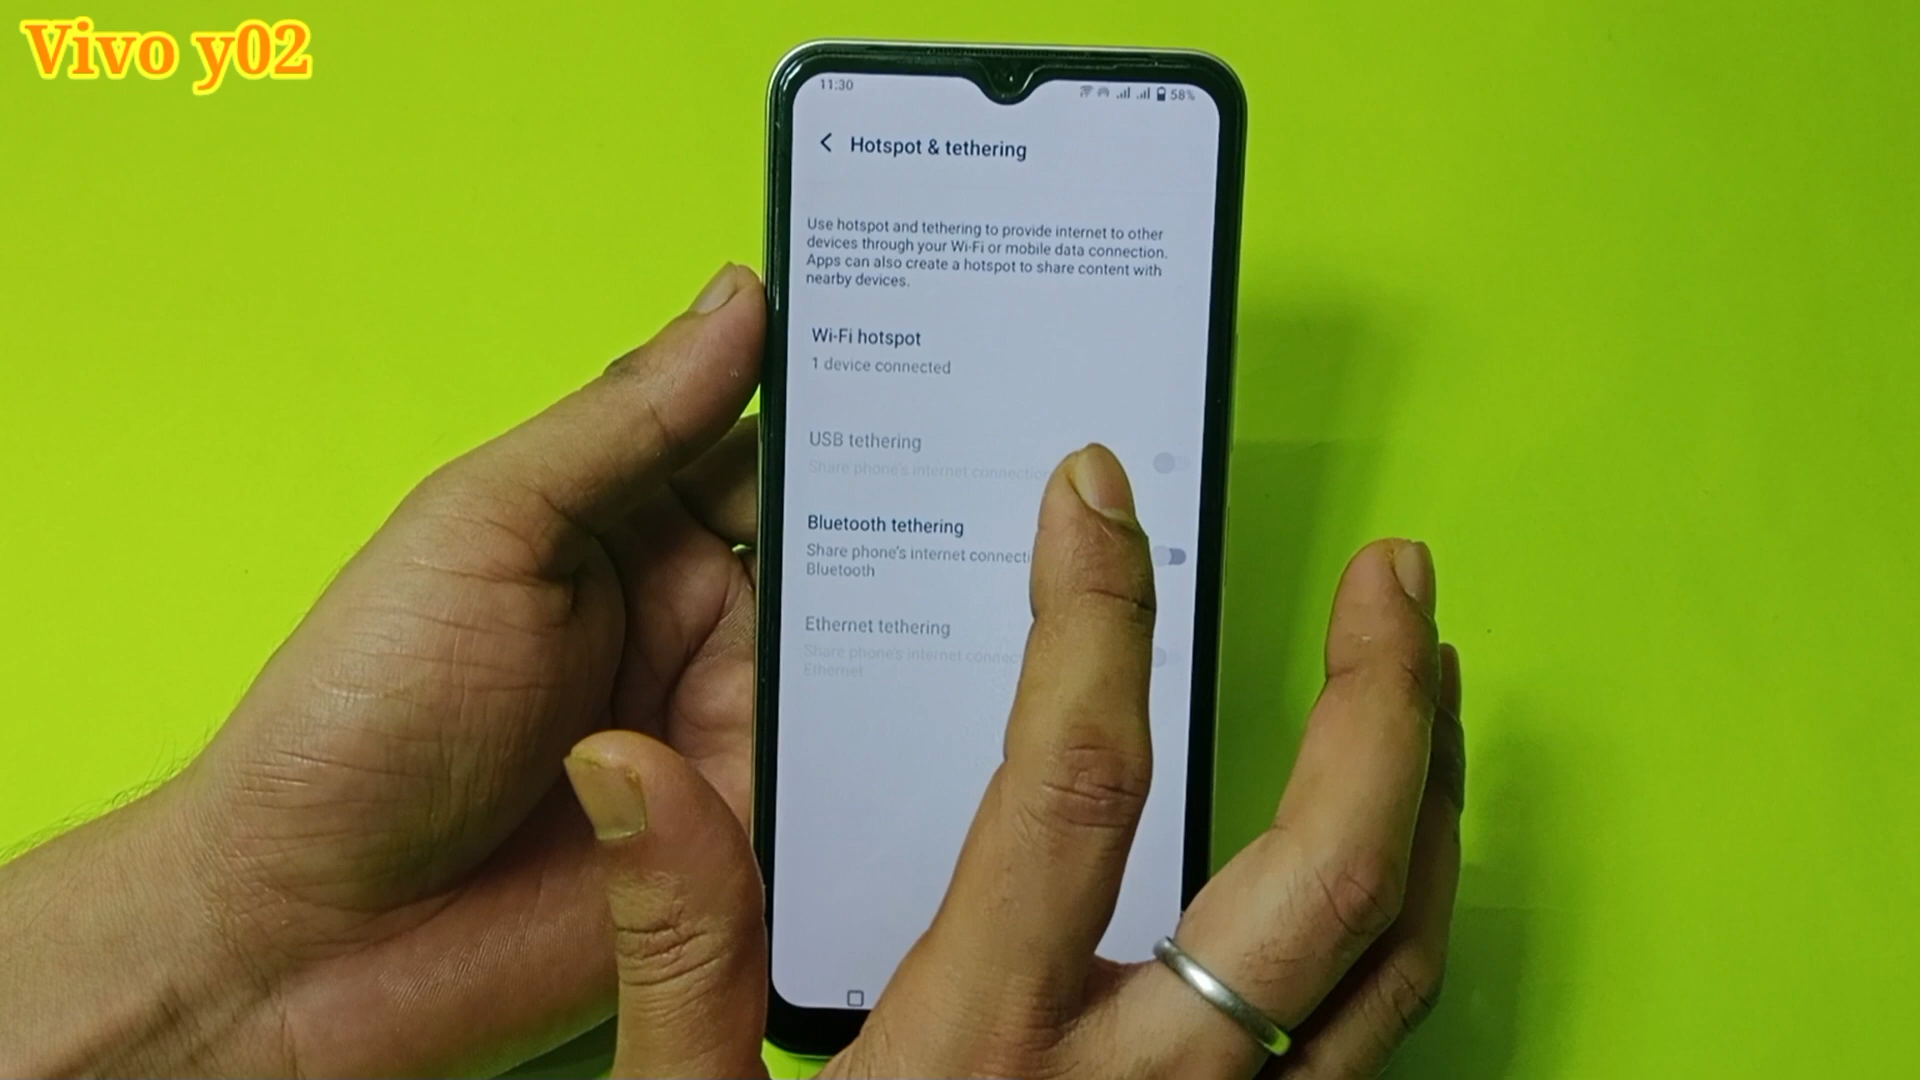 Vivo y02
11:30
58%
Hotspot & tethering
Use hotspot and tethering to provide internet to other
devices through your Wi-Fi or mobile data connection.
Apps can also create a hotspot to share content with
nearby devices.
Wi-Fi hotspot
1 device connected
USB tethering
Share phone's internet
Bluetooth tethering
Share phone's internet
Bluetooth
Ethernet tethering
Share phone's internet
Ethernet